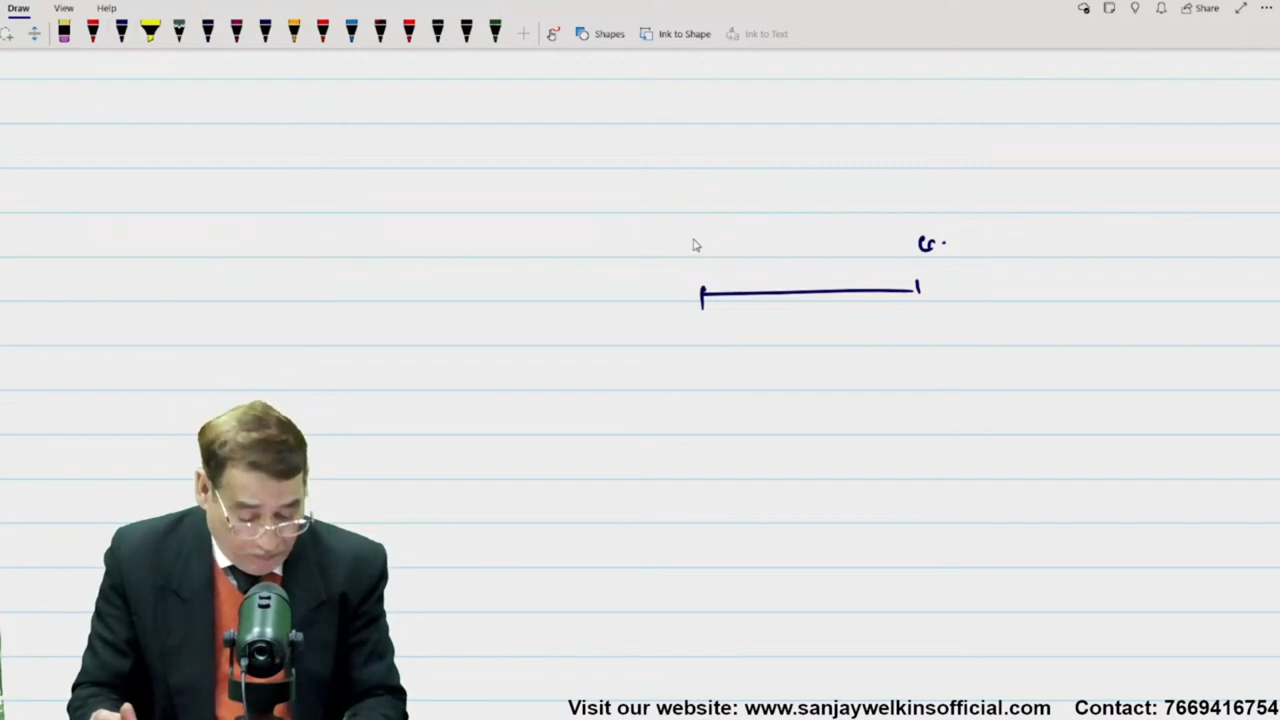 Draw View Help Share
Shapes Ink to Shape Ink to Text
Visit our website: www.sanjaywelkinsofficial.com Contact: 7669416754